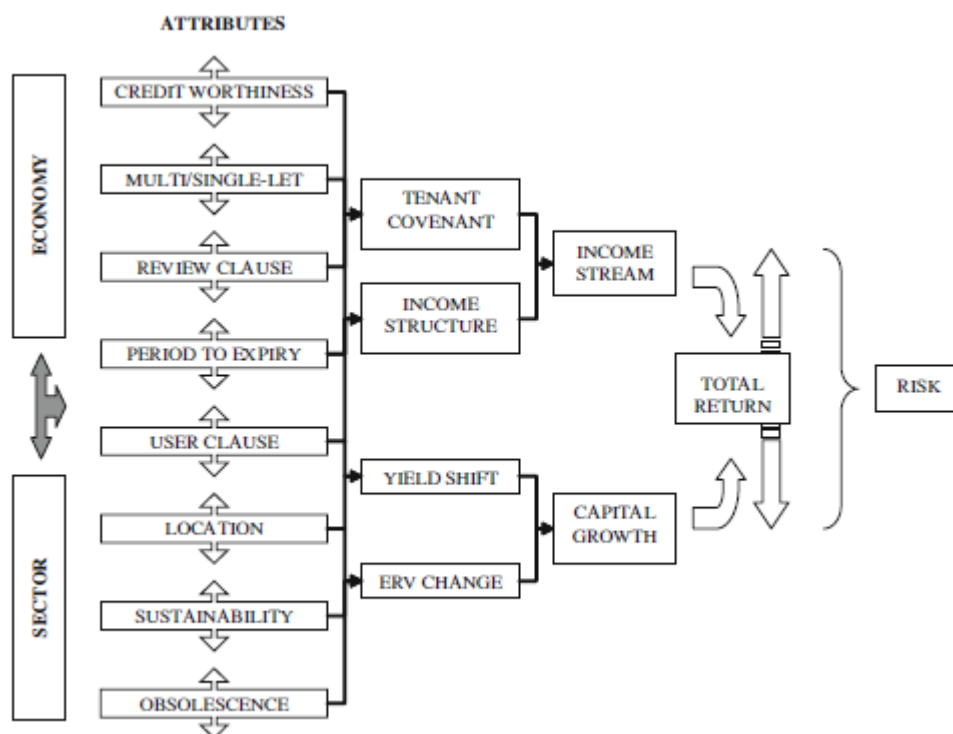 ATTRIBUTES
ECONOMY
SECTOR
CREDIT WORTHINESS
MULTI/SINGLE-LET
REVIEW CLAUSE
PERIOD TO EXPIRY
USER CLAUSE
LOCATION
SUSTAINABILITY
OBSOLESCENCE
TENANT
COVENANT
INCOME
STRUCTURE
YIELD SHIFT
ERV CHANGE
INCOME
STREAM
CAPITAL
GROWTH
TOTAL
RETURN
RISK